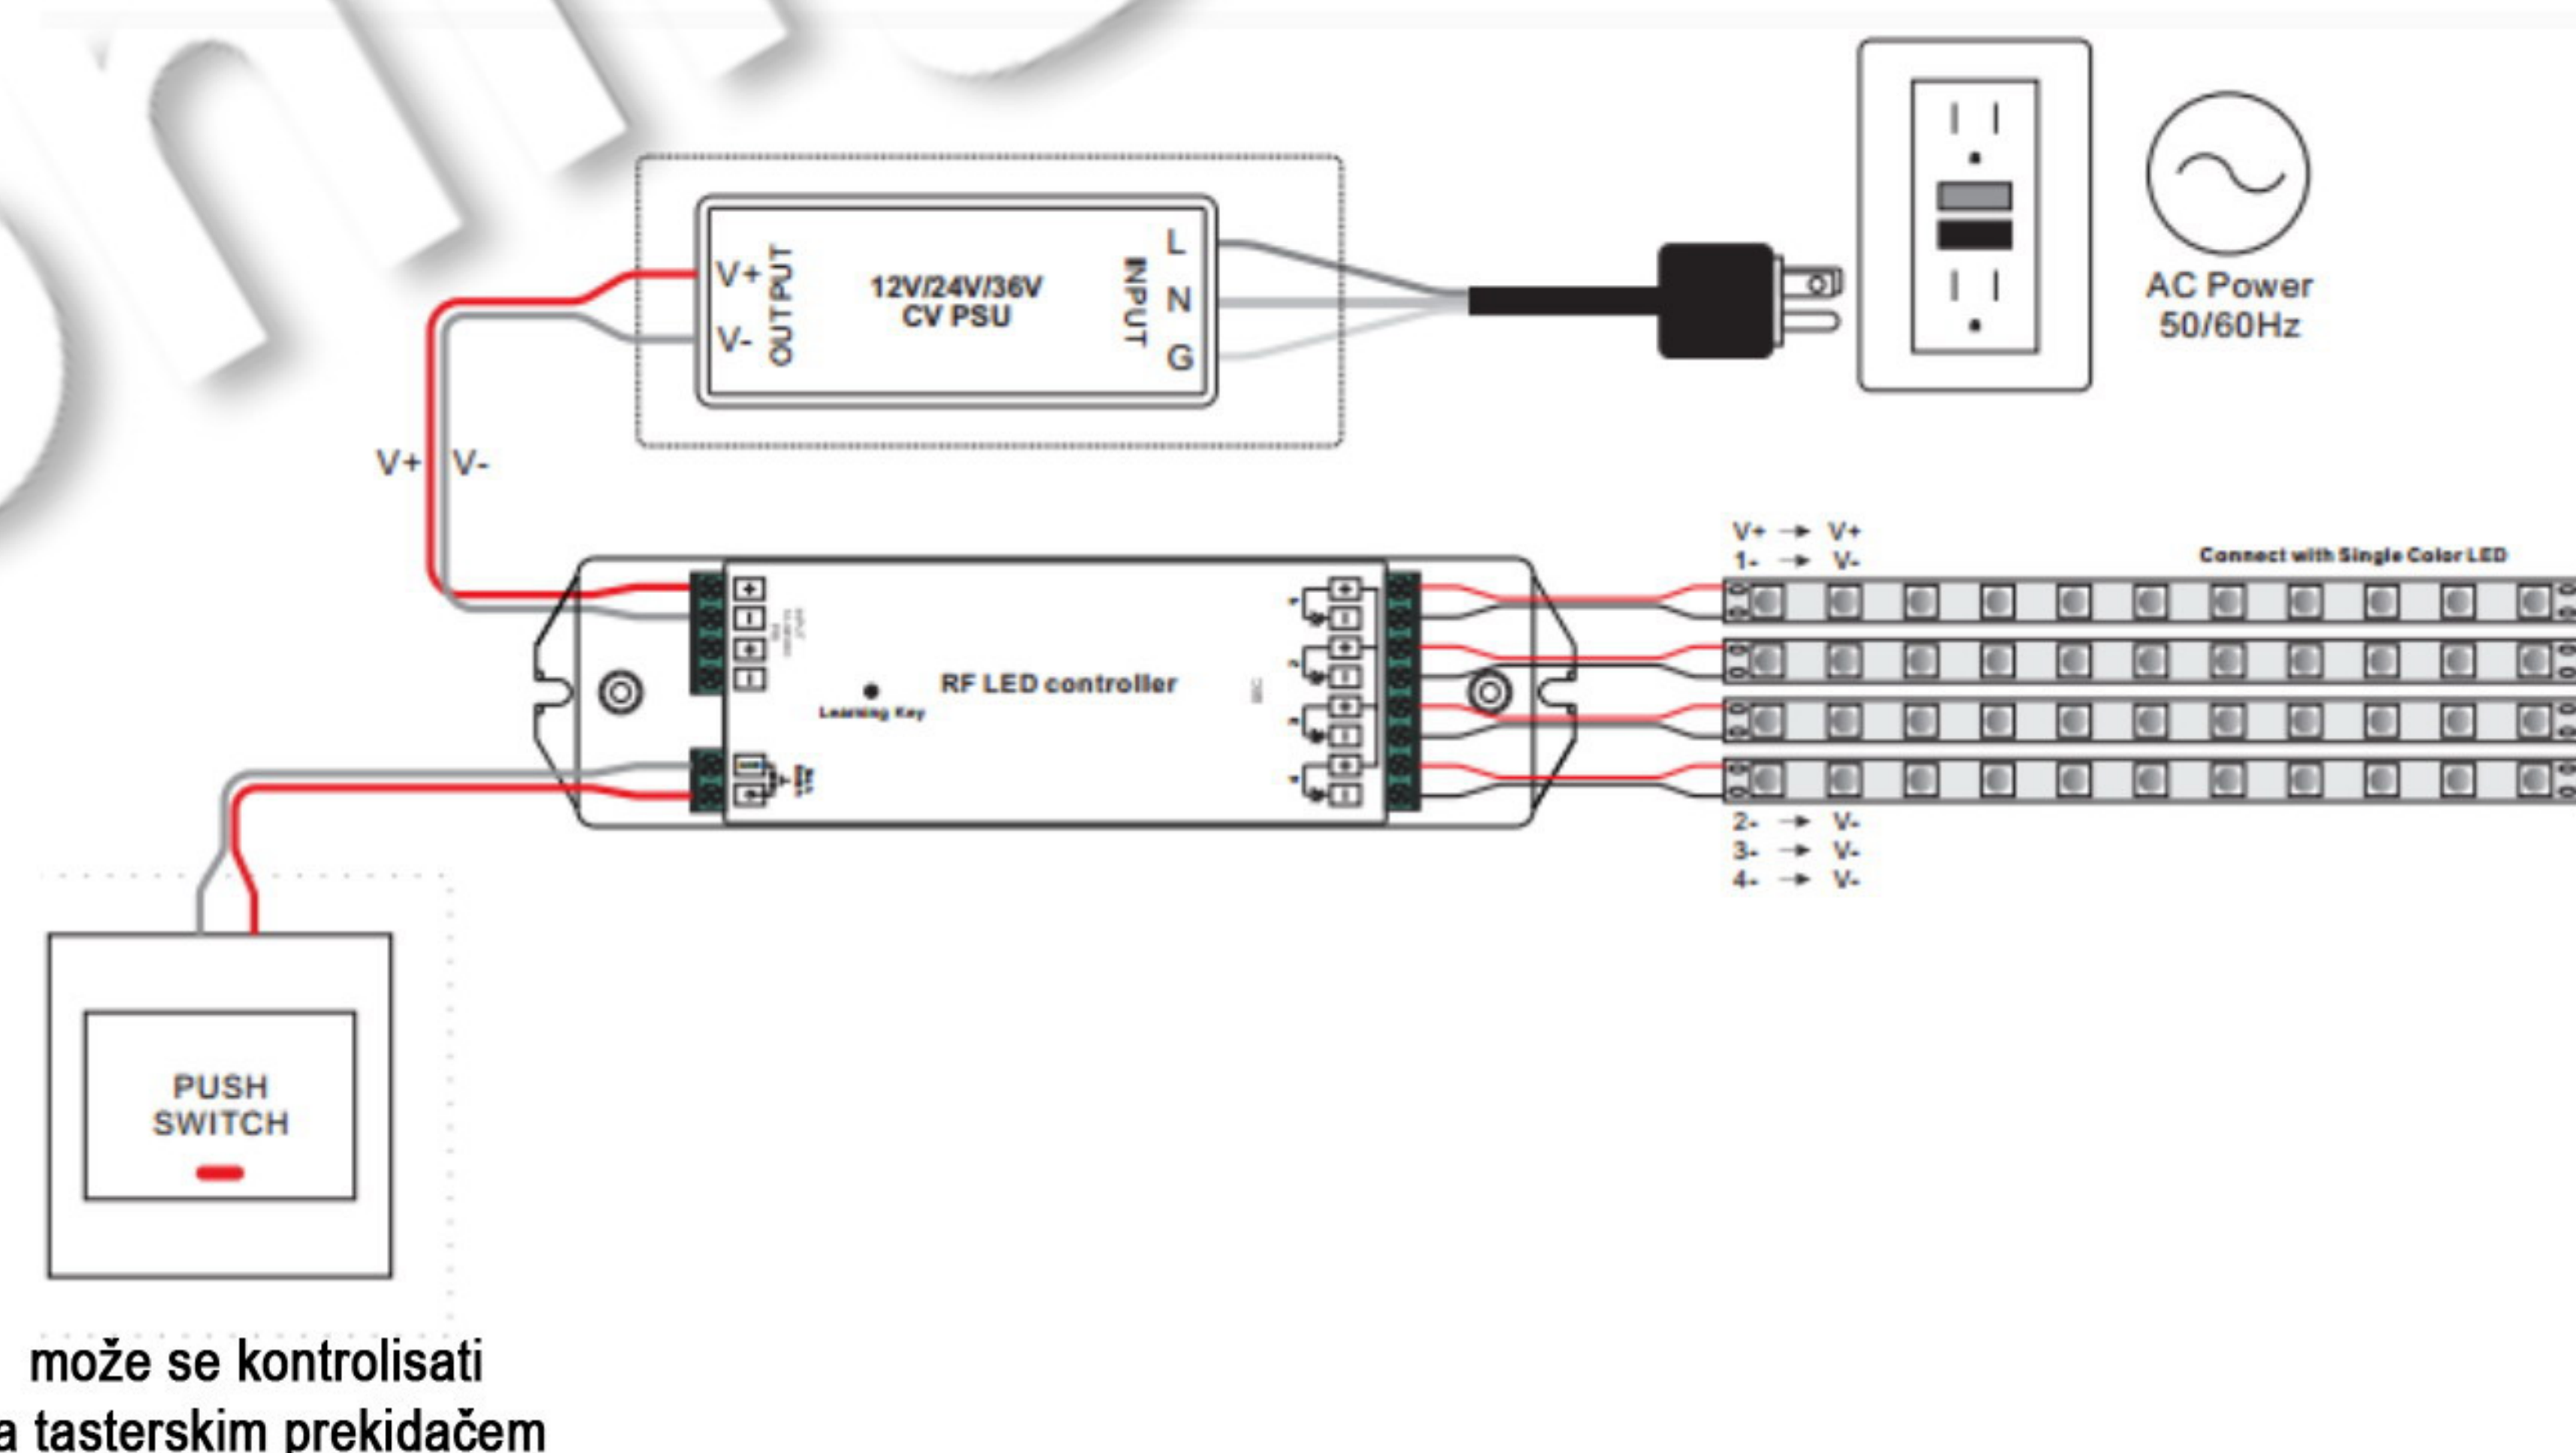 L
V+
OUTPUT
12V/24V/36V
CV PSU
INPUT
N
V-
G
AC Power
50/60Hz
V+ V-
V+ → V+
1- → V-
Connect with Single Color LED
RF LED controller
Learning Key
2- → V-
3- → V-
4- → V-
PUSH
SWITCH
može se kontrolisati
a tasterskim prekidačem